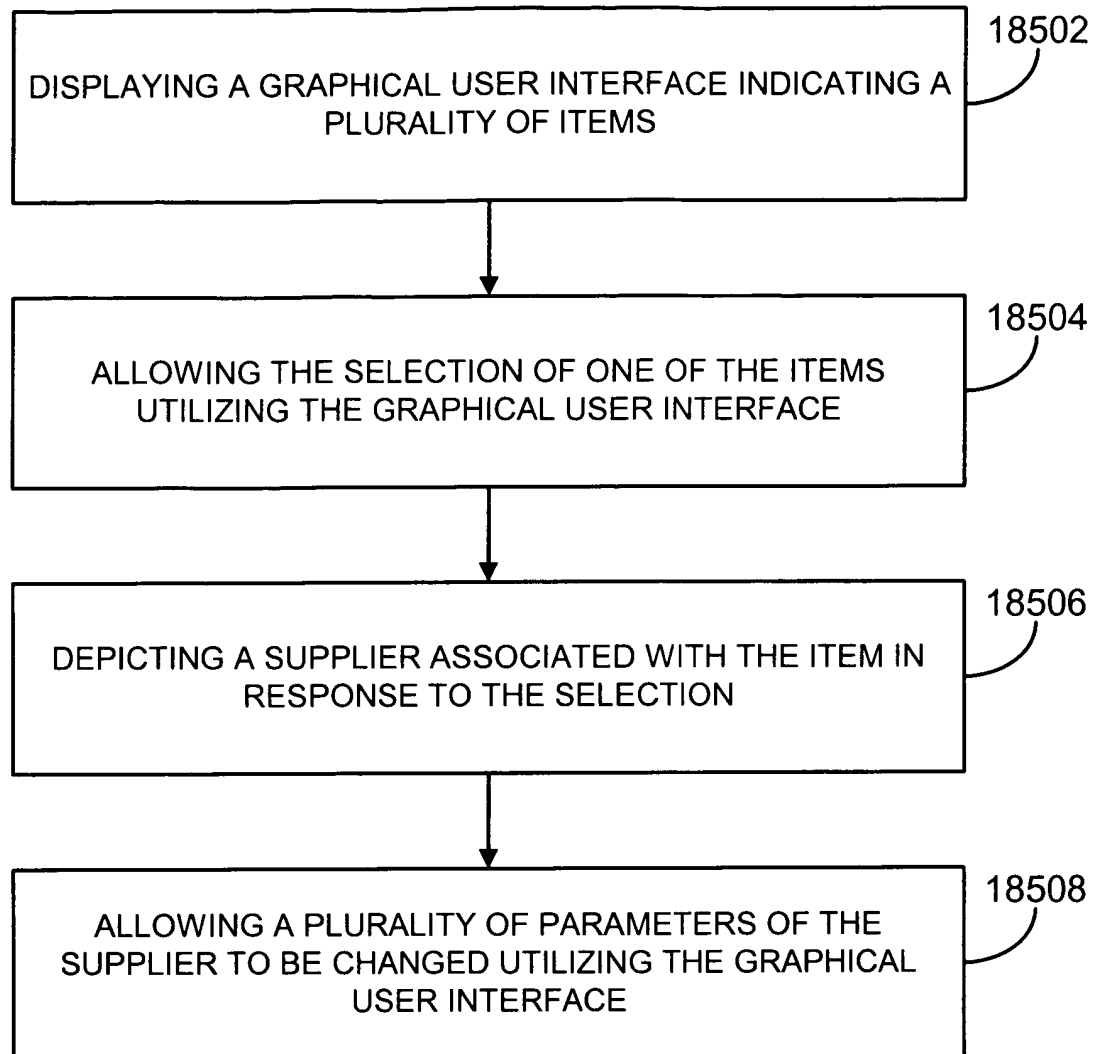 18502
DISPLAYING A GRAPHICAL USER INTERFACE INDICATING A
PLURALITY OF ITEMS
18504
ALLOWING THE SELECTION OF ONE OF THE ITEMS
UTILIZING THE GRAPHICAL USER INTERFACE
18506
DEPICTING A SUPPLIER ASSOCIATED WITH THE ITEM IN
RESPONSE TO THE SELECTION
18508
ALLOWING A PLURALITY OF PARAMETERS OF THE
SUPPLIER TO BE CHANGED UTILIZING THE GRAPHICAL
USER INTERFACE